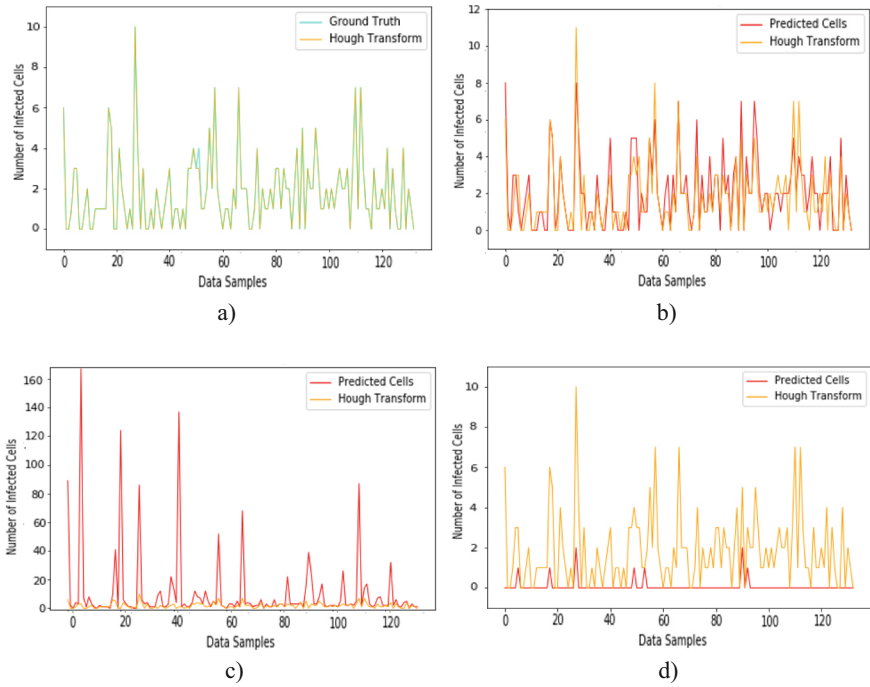 10
8
6
4
2
0
Number of Infected Cells
Ground Truth
Hough Transform
0 20 40 60 80 100 120
Data Samples
a)
12
10
8
6
4
2
0
Number of Infected Cells
Predicted Cells
Hough Transform
0 20 40 60 80 100 120
Data Samples
b)
160
140
120
100
80
60
40
20
0
Number of Infected Cells
Predicted Cells
Hough Transform
0 20 40 60 80 100 120
Data Samples
c)
10
8
6
4
2
0
Number of Infected Cells
Predicted Cells
Hough Transform
0 20 40 60 80 100 120
Data Samples
d)